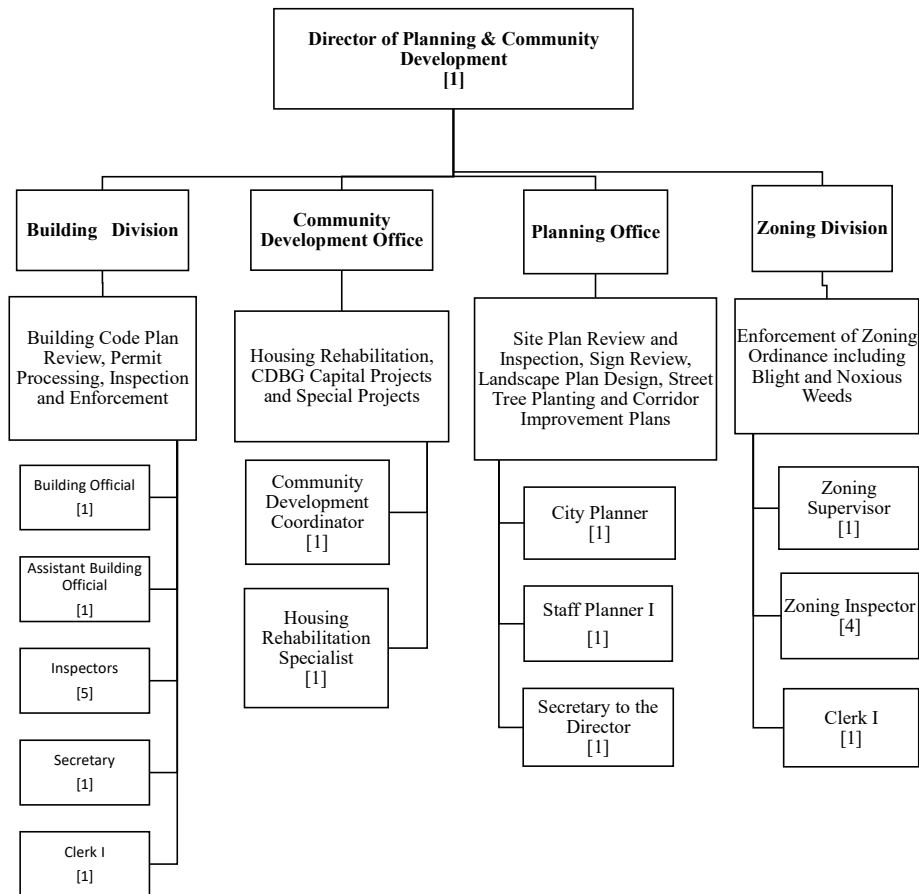 Director of Planning & Community
Development
[1]
Building Division
Community
Development Office
Planning Office
Zoning Division
Building Code Plan
Review, Permit
Processing, Inspection
and Enforcement
Housing Rehabilitation,
CDBG Capital Projects
and Special Projects
Site Plan Review and
Inspection, Sign Review,
Landscape Plan Design, Street
Tree Planting and Corridor
Improvement Plans
Enforcement of Zoning
Ordinance including
Blight and Noxious
Weeds
Building Official
[1]
Assistant Building
Official
[1]
Inspectors
[5]
Secretary
[1]
Clerk I
[1]
Community
Development
Coordinator
[1]
Housing
Rehabilitation
Specialist
[1]
City Planner
[1]
Staff Planner I
[1]
Secretary to the
Director
[1]
Zoning
Supervisor
[1]
Zoning Inspector
[4]
Clerk I
[1]